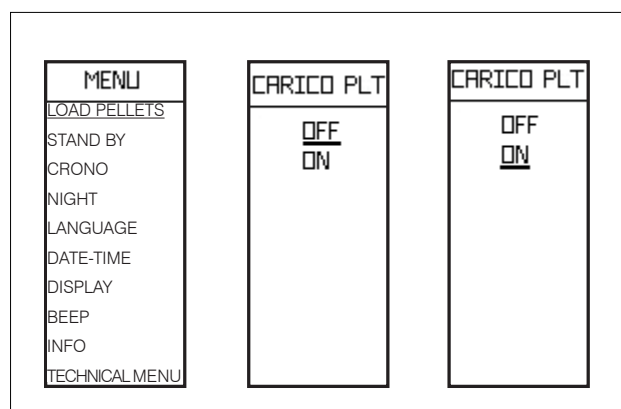 MENU
LOAD PELLETS
STAND BY
CRONO
NIGHT
LANGUAGE
DATE-TIME
DISPLAY
BEEP
INFO
TECHNICAL MENU
CARICO PLT
OFF
ON
CARICO PLT
OFF
ON